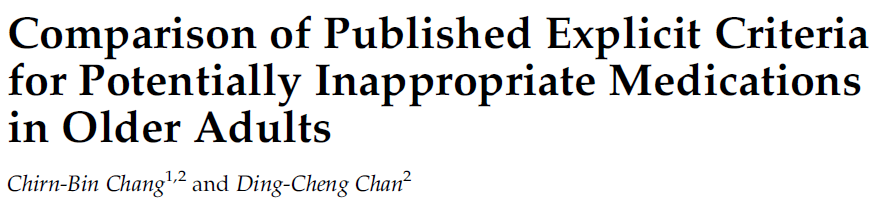 Comparison of Published Explicit Criteria
for Potentially Inappropriate Medications
in Older Adults
Chirn-Bin Chang1,2 and Ding-Cheng Chan2